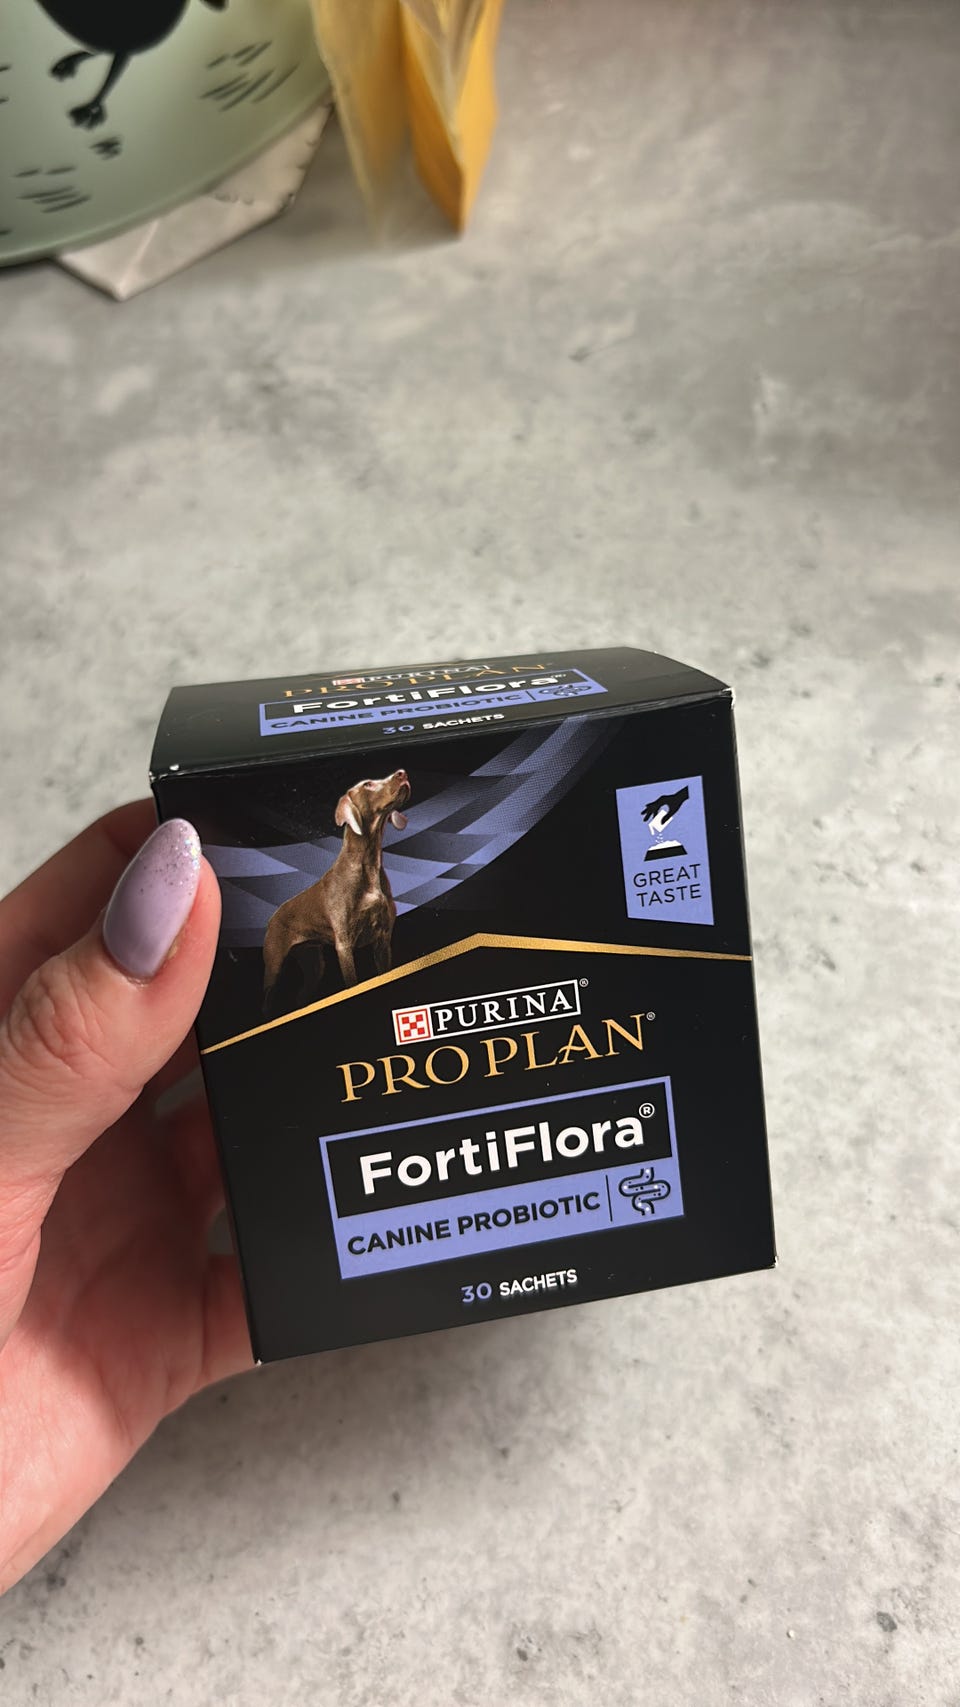 PURINA®
PRO PLAN®
FortiFlora®
CANINE PROBIOTIC
30 SACHETS
GREAT
TASTE
PURINA®
PRO PLAN®
FortiFlora®
CANINE PROBIOTIC
30 SACHETS